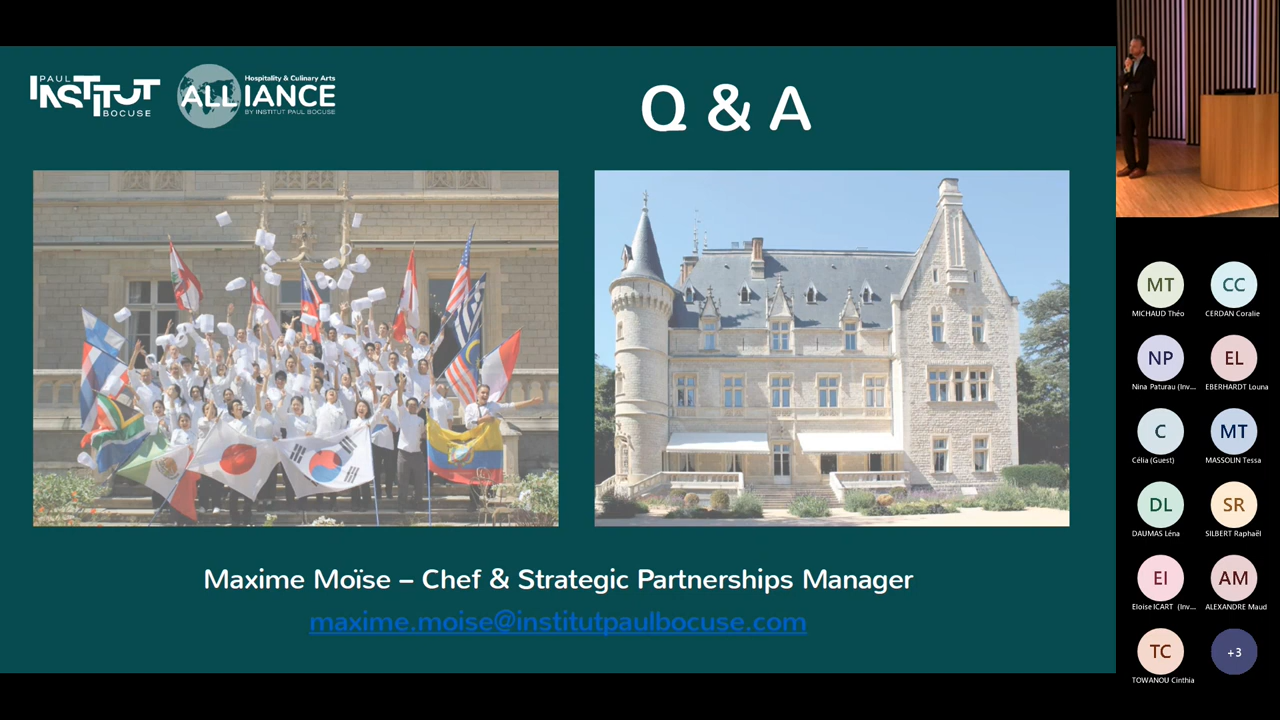 PAUL
INSTITUT
BOCUSE
Hospitality & Culinary Arts
ALLIANCE
BY INSTITUT PAUL BOCUSE
Q & A
Maxime Moïse – Chef & Strategic Partnerships Manager
maxime.moise@institutpaulbocuse.com
MT
MICHAUD Théo
CC
CERDAN Coralie
NP
Nina Paturau (Inv...
EL
EBERHARDT Louna
C
Célia (Guest)
MT
MASSOLIN Tessa
DL
DAUMAS Léna
SR
SILBERT Raphaël
EI
Eloïse ICART (Inv...
AM
ALEXANDRE Maud
TC
TOWANOU Cinthia
+3